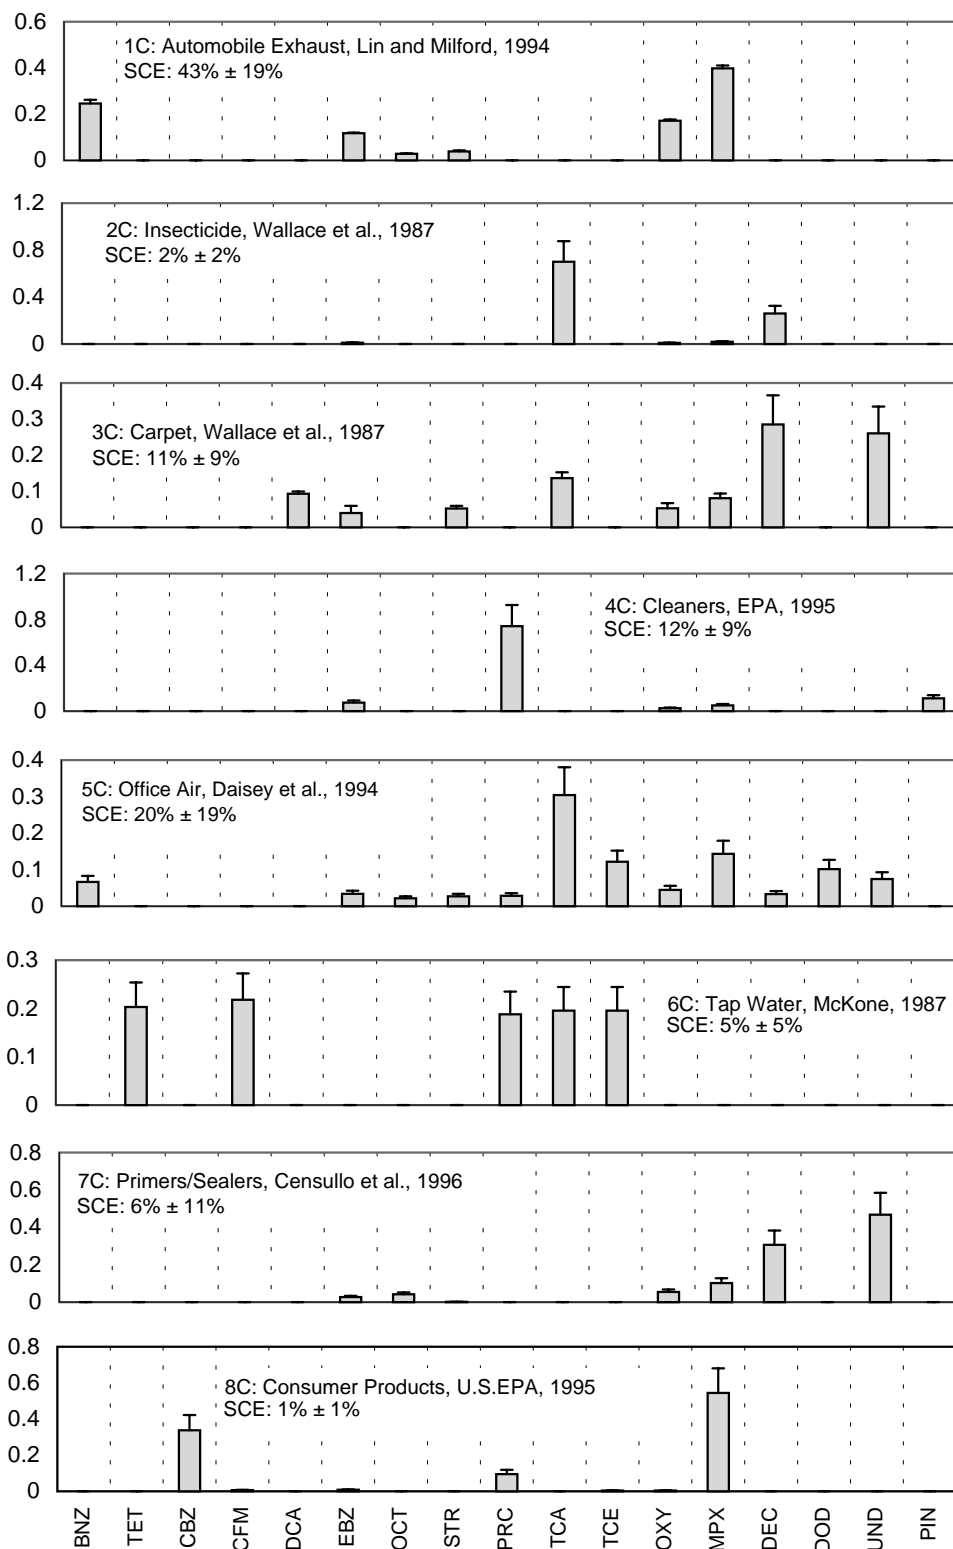 0.6
0.4
0.2
0
1C: Automobile Exhaust, Lin and Milford, 1994
SCE: 43% ± 19%
1.2
0.8
0.4
0
2C: Insecticide, Wallace et al., 1987
SCE: 2% ± 2%
0.4
0.3
0.2
0.1
0
3C: Carpet, Wallace et al., 1987
SCE: 11% ± 9%
1.2
0.8
0.4
0
4C: Cleaners, EPA, 1995
SCE: 12% ± 9%
0.4
0.3
0.2
0.1
0
5C: Office Air, Daisey et al., 1994
SCE: 20% ± 19%
0.3
0.2
0.1
0
6C: Tap Water, McKone, 1987
SCE: 5% ± 5%
0.8
0.6
0.4
0.2
0
7C: Primers/Sealers, Censullo et al., 1996
SCE: 6% ± 11%
0.8
0.6
0.4
0.2
0
8C: Consumer Products, U.S.EPA, 1995
SCE: 1% ± 1%
BNZ
TET
CBZ
CFM
DCA
EBZ
OCT
STR
PRC
TCA
TCE
OXY
MPX
DEC
DOD
UND
PIN